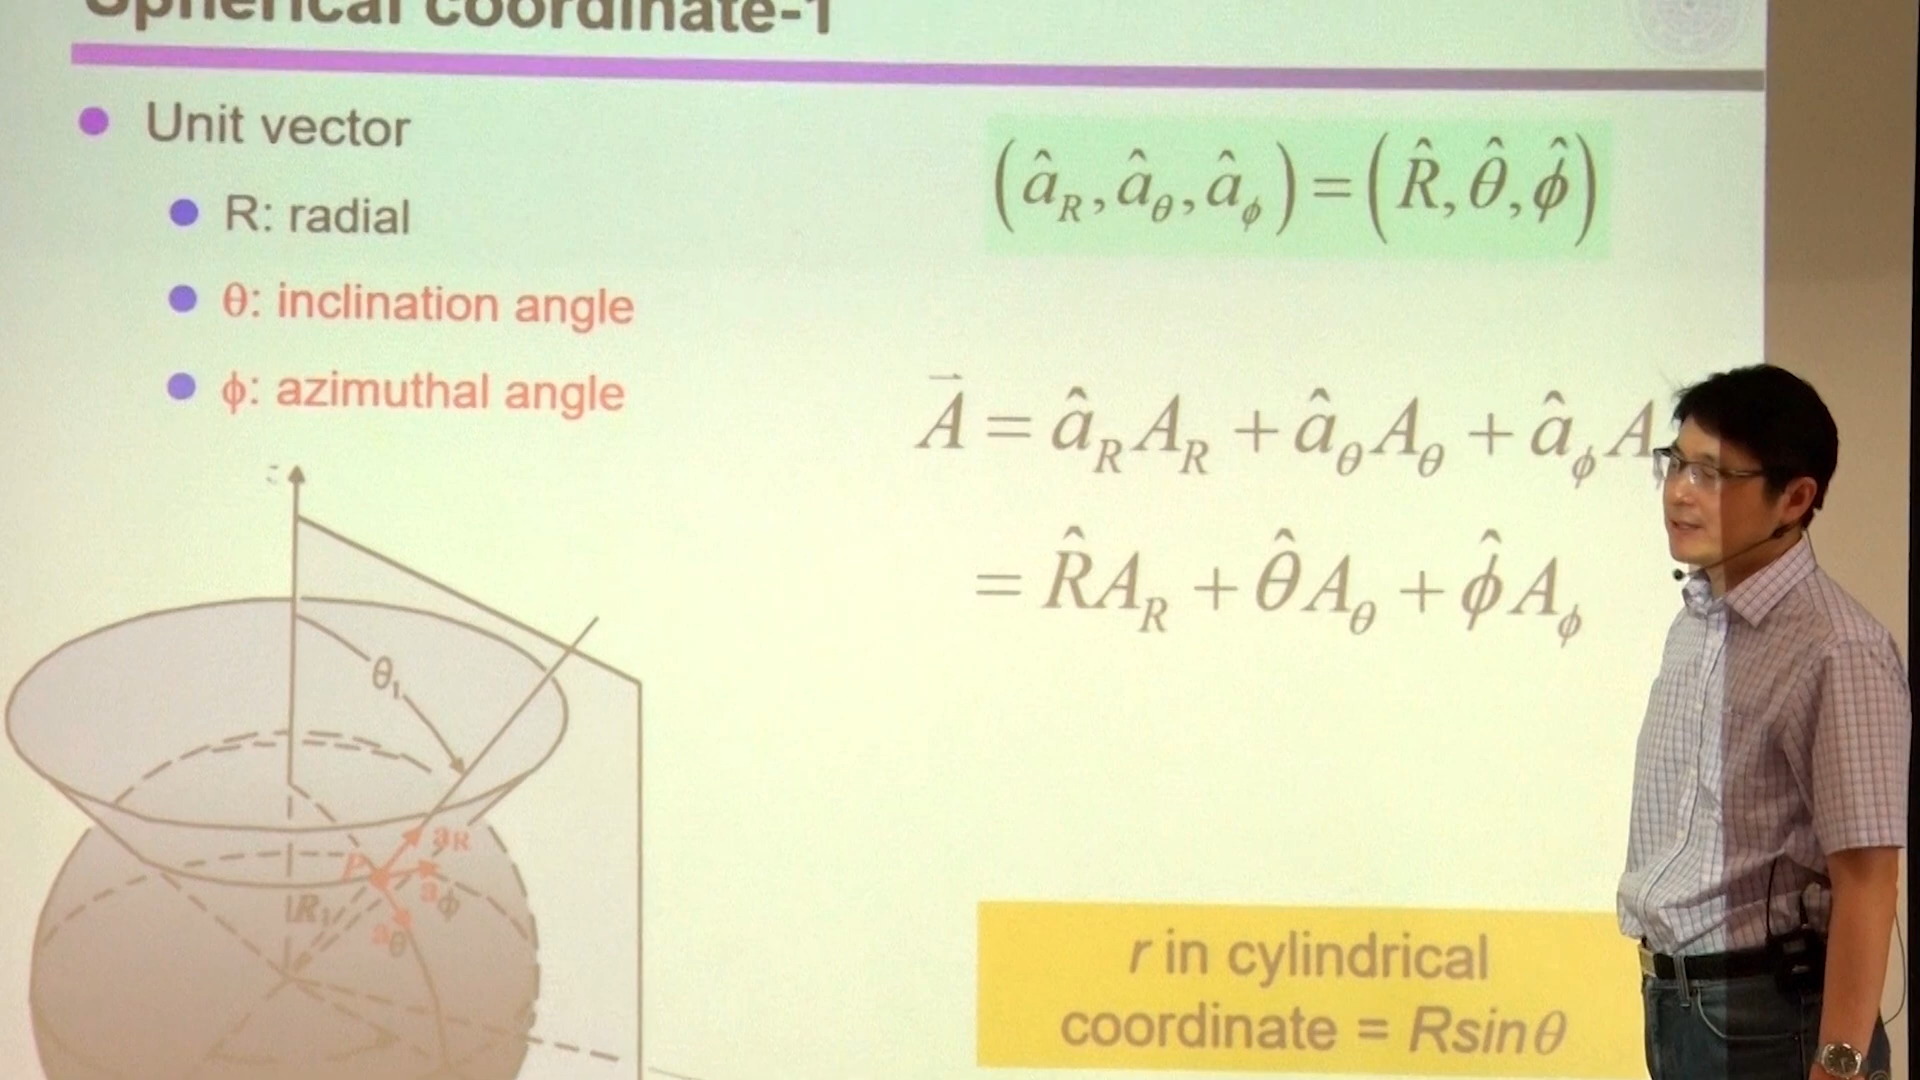 Spherical coordinate-1
Unit vector
R: radial
θ: inclination angle
ϕ: azimuthal angle
(â_R, â_θ, â_ϕ) = (R̂, θ̂, ϕ̂)
A⃗ = â_R A_R + â_θ A_θ + â_ϕ A
= R̂A_R + θ̂A_θ + ϕ̂A_ϕ
z
θ₁
a_R
P
a_ϕ
R₁
a_θ
r in cylindrical
coordinate = Rsinθ